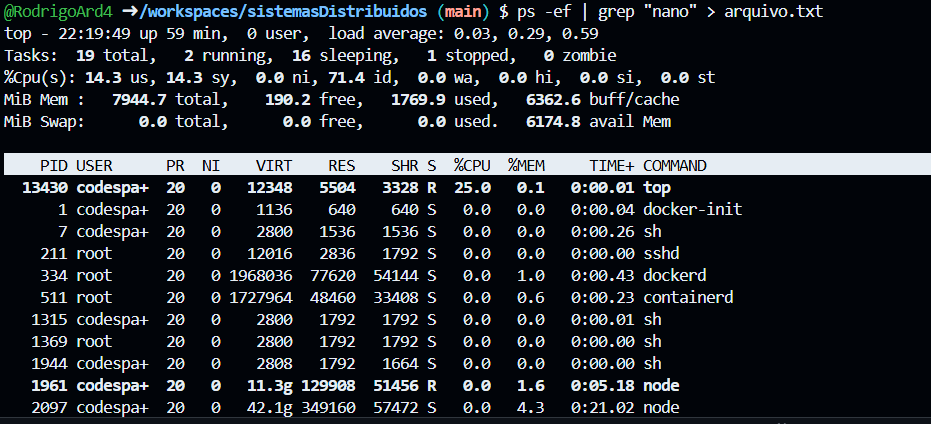 @RodrigoArd4 ➜/workspaces/sistemasDistribuidos (main) $ ps -ef | grep "nano" > arquivo.txt
top - 22:19:49 up 59 min,  0 user,  load average: 0.03, 0.29, 0.59
Tasks:  19 total,   2 running,  16 sleeping,   1 stopped,   0 zombie
%Cpu(s): 14.3 us, 14.3 sy,  0.0 ni, 71.4 id,  0.0 wa,  0.0 hi,  0.0 si,  0.0 st
MiB Mem :   7944.7 total,    190.2 free,   1769.9 used,   6362.6 buff/cache
MiB Swap:      0.0 total,      0.0 free,      0.0 used.   6174.8 avail Mem
PID USER      PR  NI    VIRT    RES    SHR S  %CPU  %MEM     TIME+ COMMAND
13430 codespa+  20   0   12348   5504   3328 R  25.0   0.1   0:00.01 top
1 codespa+  20   0    1136    640    640 S   0.0   0.0   0:00.04 docker-init
7 codespa+  20   0    2800   1536   1536 S   0.0   0.0   0:00.26 sh
211 root      20   0   12016   2836   1792 S   0.0   0.0   0:00.00 sshd
334 root      20   0 1968036  77620  54144 S   0.0   1.0   0:00.43 dockerd
511 root      20   0 1727964  48460  33408 S   0.0   0.6   0:00.23 containerd
1315 codespa+  20   0    2800   1792   1792 S   0.0   0.0   0:00.01 sh
1369 root      20   0    2800   1792   1792 S   0.0   0.0   0:00.00 sh
1944 codespa+  20   0    2808   1792   1664 S   0.0   0.0   0:00.00 sh
1961 codespa+  20   0   11.3g 129908  51456 R   0.0   1.6   0:05.18 node
2097 codespa+  20   0   42.1g 349160  57472 S   0.0   4.3   0:21.02 node